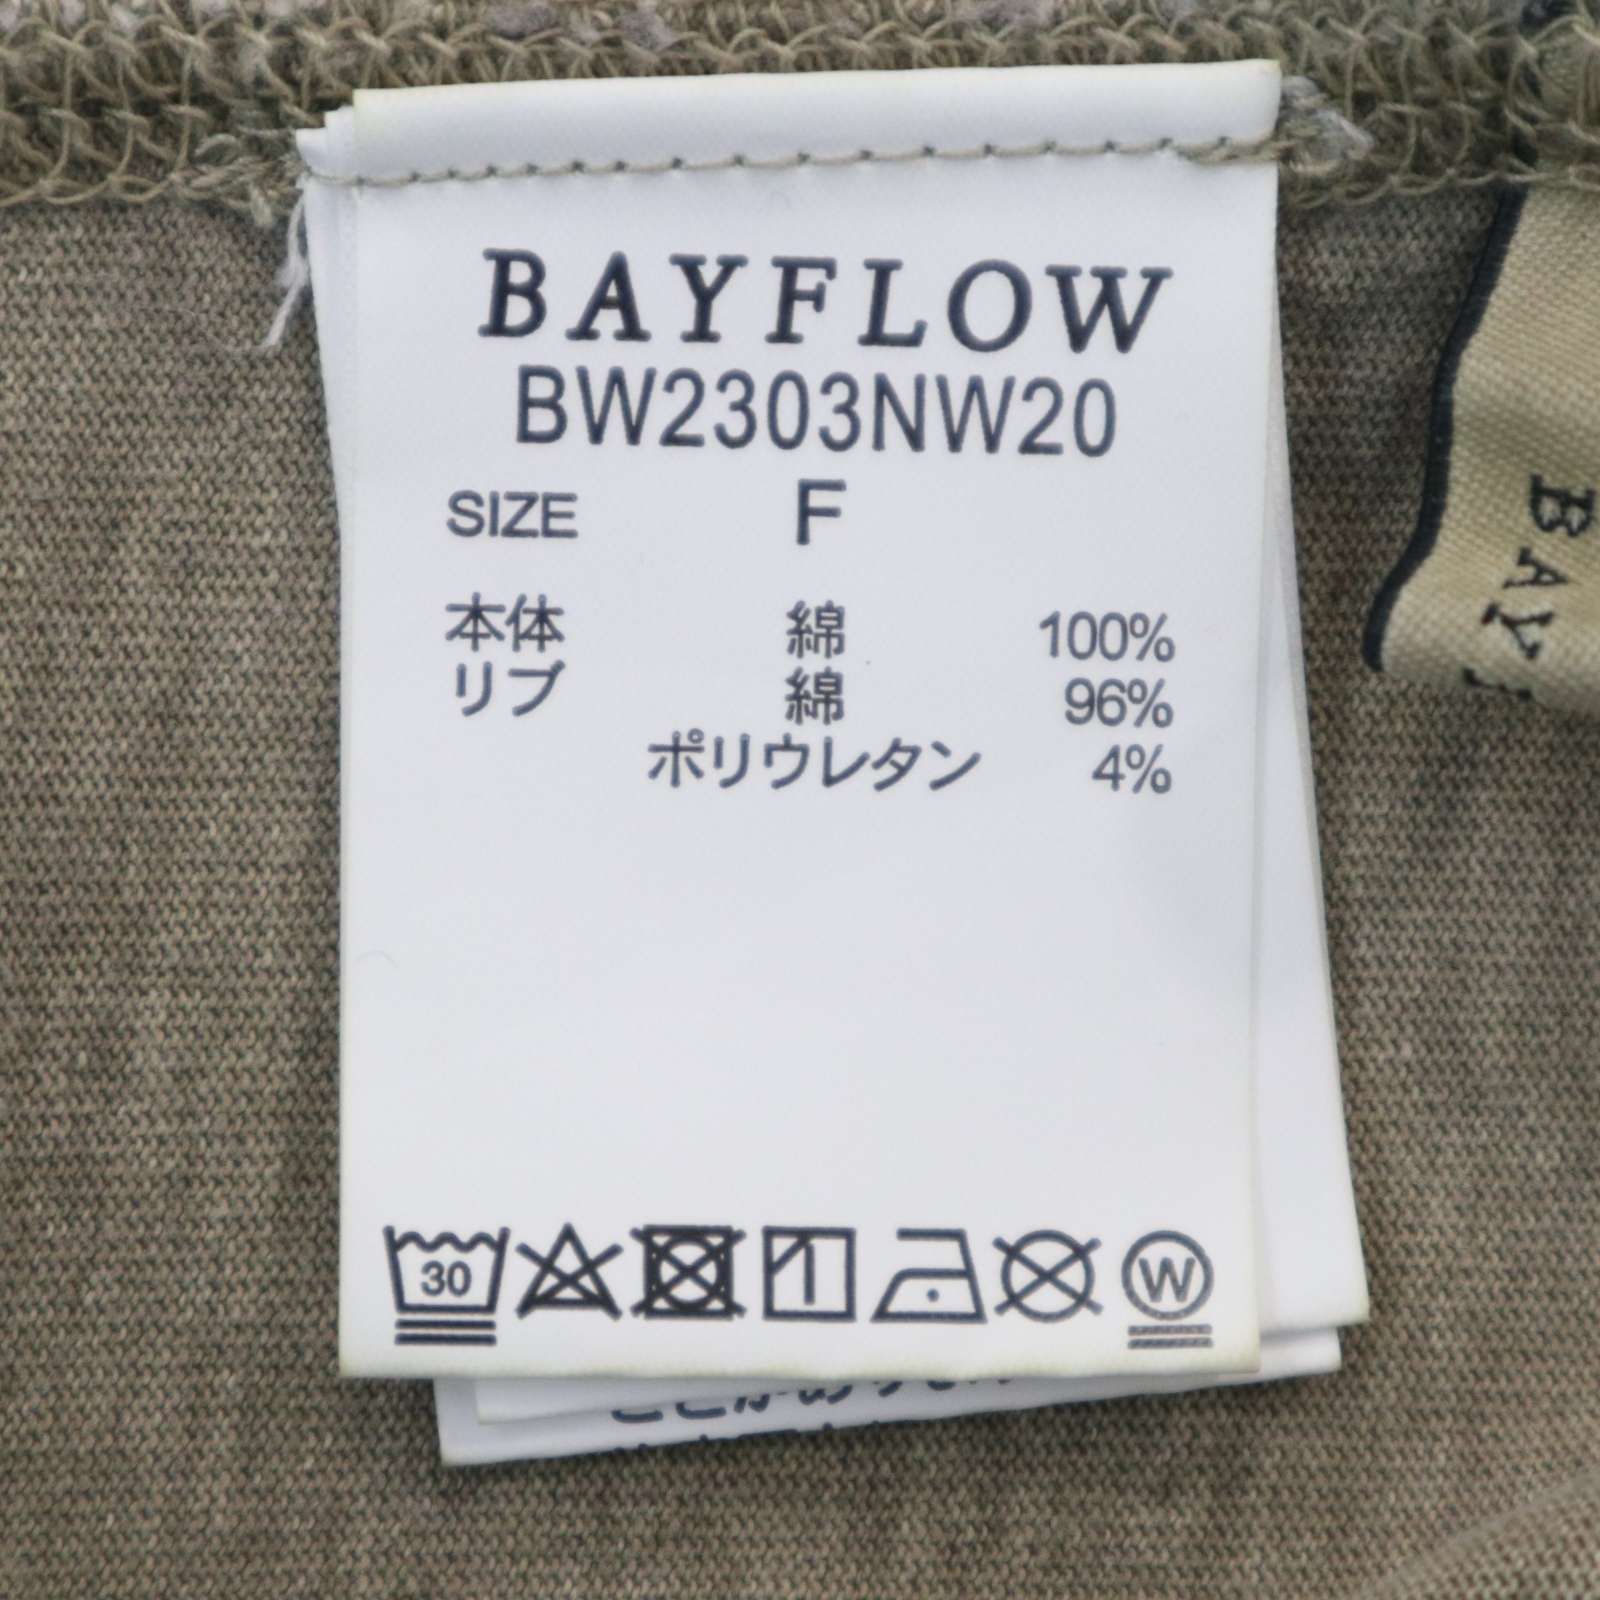 BAYFLOW
BW2303NW20
SIZE F
本体 綿 100%
リブ 綿 96%
ポリウレタン 4%
30
W
BAY